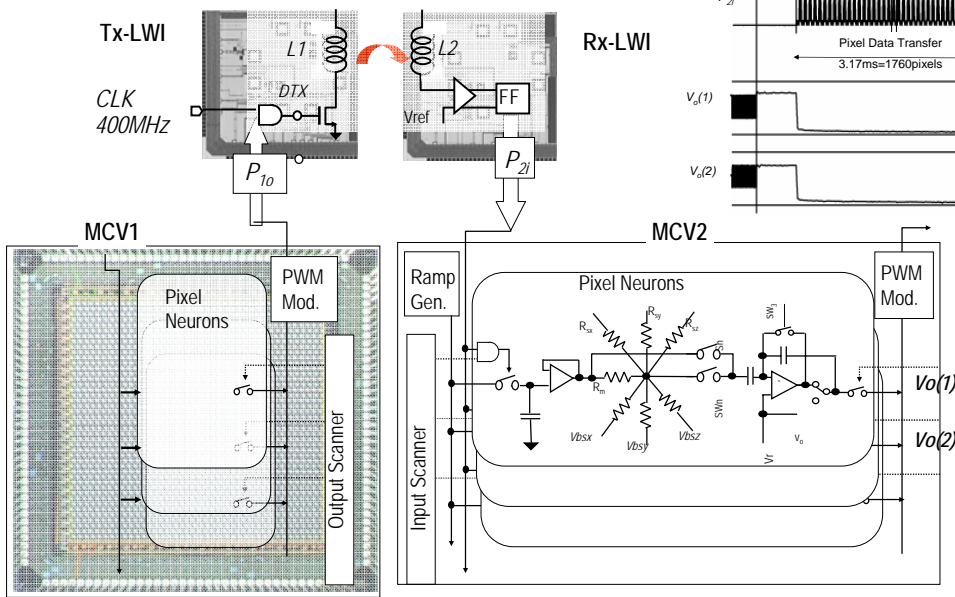 Tx-LWI
L1
L2
Rx-LWI
CLK
400MHz
DTX
Vref
FF
P1o
P2i
2i
Pixel Data Transfer
3.17ms=1760pixels
Vo(1)
Vo(2)
MCV1
Pixel
Neurons
PWM
Mod.
Output Scanner
MCV2
Ramp
Gen.
Pixel Neurons
PWM
Mod.
Input Scanner
Rsx
Rsy
Rsz
Rm
Vbsx
Vbsy
Vbsz
SWn
SW3
-
Vr
Vo
Vo(1)
Vo(2)